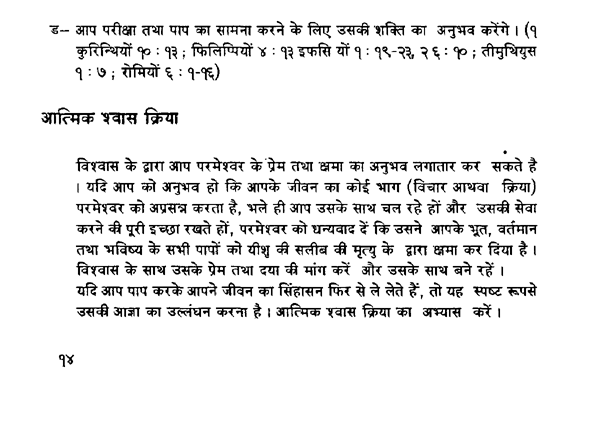 ड— आप परीक्षा तथा पाप का सामना करने के लिए उसकी शक्ति का अनुभव करेंगे। (१
कुरिन्थियों १० : १३; फिलिप्पियों ४ : १३ इफसि यों १ : १९-२३, २ ६ : १०; तीमुथियुस
१ : ७; रोमियों ६ : १-१६)
आत्मिक श्वास क्रिया
विश्वास के द्वारा आप परमेश्वर के प्रेम तथा क्षमा का अनुभव लगातार कर सकते है
। यदि आप को अनुभव हो कि आपके जीवन का कोई भाग (विचार आथवा क्रिया)
परमेश्वर को अप्रसन्न करता है, भले ही आप उसके साथ चल रहे हों और उसकी सेवा
करने की पूरी इच्छा रखते हों, परमेश्वर को धन्यवाद दें कि उसने आपके भूत, वर्तमान
तथा भविष्य के सभी पापों को यीशु की सलीब की मृत्यु के द्वारा क्षमा कर दिया है।
विश्वास के साथ उसके प्रेम तथा दया की मांग करें और उसके साथ बने रहें।
यदि आप पाप करके आपने जीवन का सिंहासन फिर से ले लेते हैं, तो यह स्पष्ट रूपसे
उसकी आज्ञा का उल्लंघन करना है। आत्मिक श्वास क्रिया का अभ्यास करें।
१४